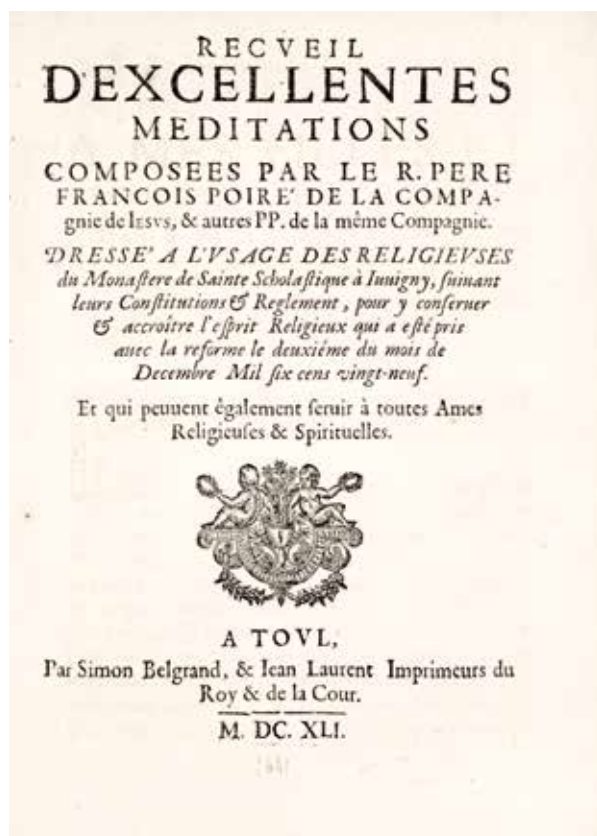 RECVEIL
D'EXCELLENTES
MEDITATIONS
COMPOSEES PAR LE R. PERE
FRANCOIS POIRE' DE LA COMPA-
gnie de IESVS, & autres PP. de la même Compagnie.
DRESSE' A L'VSAGE DES RELIGIEVSES
du Monastere de Sainte Scholastique à Iuuigny, suiuant
leurs Constitutions & Reglement, pour y conseruer
& accroître l'esprit Religieux qui a esté pris
auec la reforme le deuxiéme du mois de
Decembre Mil six cens vingt-neuf.
Et qui peuuent également seruir à toutes Ames
Religieuses & Spirituelles.
A TOVL,
Par Simon Belgrand, & Iean Laurent Imprimeurs du
Roy & de la Cour.
M. DC. XLI.
1641